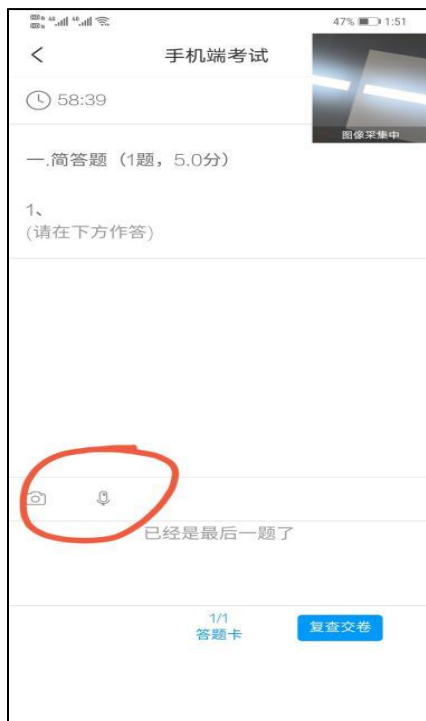 47% 1:51
手机端考试
58:39
图像采集中
一.简答题（1题，5.0分）
1、
(请在下方作答)
已经是最后一题了
1/1
答题卡
复查交卷